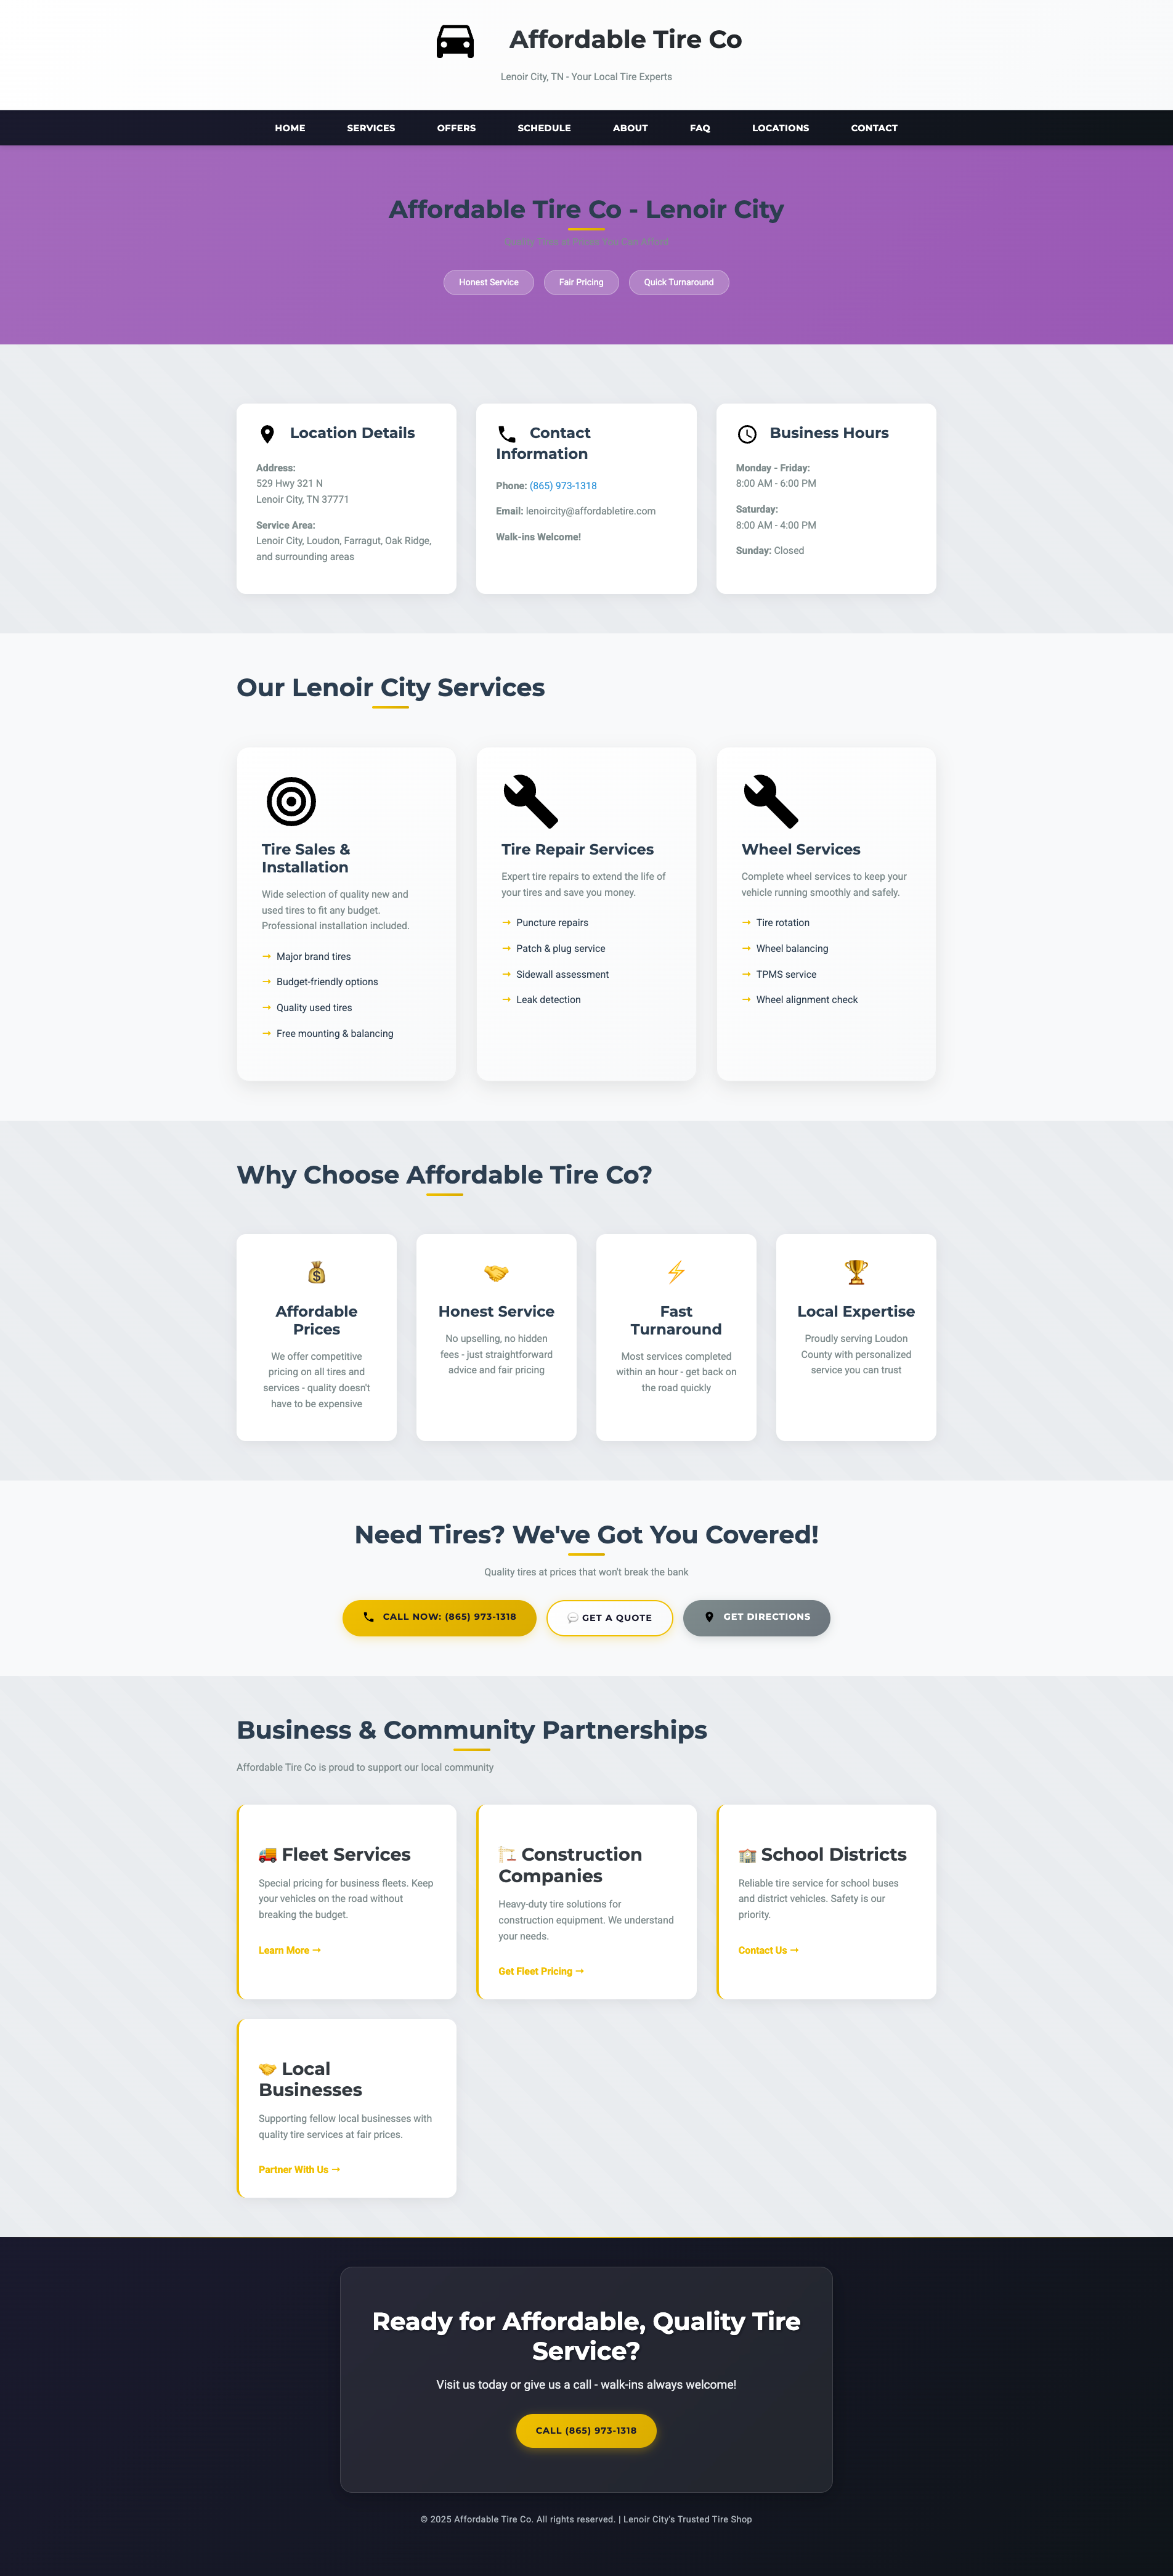 Affordable Tire Co
Lenoir City, TN - Your Local Tire Experts
HOME SERVICES OFFERS SCHEDULE ABOUT FAQ LOCATIONS CONTACT
Affordable Tire Co - Lenoir City
Quality Tires at Prices You Can Afford
Honest Service Fair Pricing Quick Turnaround
Location Details
Address:
529 Hwy 321 N
Lenoir City, TN 37771
Service Area:
Lenoir City, Loudon, Farragut, Oak Ridge,
and surrounding areas
Contact
Information
Phone: (865) 973-1318
Email: lenoircity@affordabletire.com
Walk-ins Welcome!
Business Hours
Monday - Friday:
8:00 AM - 6:00 PM
Saturday:
8:00 AM - 4:00 PM
Sunday: Closed
Our Lenoir City Services
Tire Sales &
Installation
Wide selection of quality new and
used tires to fit any budget.
Professional installation included.
→ Major brand tires
→ Budget-friendly options
→ Quality used tires
→ Free mounting & balancing
Tire Repair Services
Expert tire repairs to extend the life of
your tires and save you money.
→ Puncture repairs
→ Patch & plug service
→ Sidewall assessment
→ Leak detection
Wheel Services
Complete wheel services to keep your
vehicle running smoothly and safely.
→ Tire rotation
→ Wheel balancing
→ TPMS service
→ Wheel alignment check
Why Choose Affordable Tire Co?
Affordable
Prices
We offer competitive
pricing on all tires and
services - quality doesn't
have to be expensive
Honest Service
No upselling, no hidden
fees - just straightforward
advice and fair pricing
Fast
Turnaround
Most services completed
within an hour - get back on
the road quickly
Local Expertise
Proudly serving Loudon
County with personalized
service you can trust
Need Tires? We've Got You Covered!
Quality tires at prices that won't break the bank
CALL NOW: (865) 973-1318
GET A QUOTE
GET DIRECTIONS
Business & Community Partnerships
Affordable Tire Co is proud to support our local community
Fleet Services
Special pricing for business fleets. Keep
your vehicles on the road without
breaking the budget.
Learn More →
Construction
Companies
Heavy-duty tire solutions for
construction equipment. We understand
your needs.
Get Fleet Pricing →
School Districts
Reliable tire service for school buses
and district vehicles. Safety is our
priority.
Contact Us →
Local
Businesses
Supporting fellow local businesses with
quality tire services at fair prices.
Partner With Us →
Ready for Affordable, Quality Tire
Service?
Visit us today or give us a call - walk-ins always welcome!
CALL (865) 973-1318
© 2025 Affordable Tire Co. All rights reserved. | Lenoir City's Trusted Tire Shop